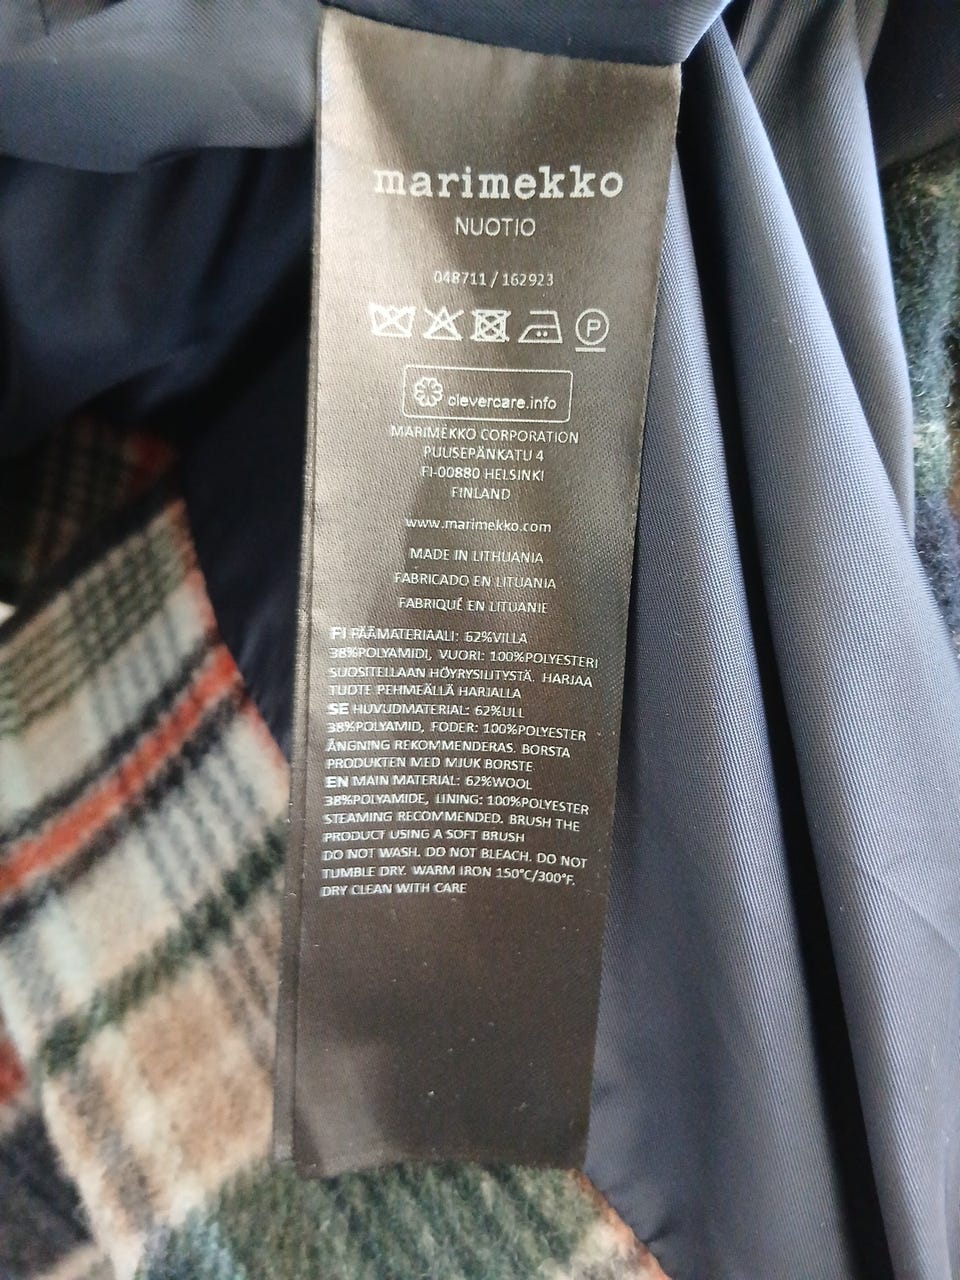 marimekko
NUOTIO
048711 / 162923
P
clevercare.info
MARIMEKKO CORPORATION
PUUSEPÄNKATU 4
FI-00880 HELSINKI
FINLAND
www.marimekko.com
MADE IN LITHUANIA
FABRICADO EN LITUANIA
FABRIQUÉ EN LITUANIE
FI PÄÄMATERIAALI: 62%VILLA
38%POLYAMIDI, VUORI: 100%POLYESTERI
SUOSITELLAAN HÖYRYSILITYSTÄ. HARJAA
TUOTE PEHMEÄLLÄ HARJALLA
SE HUVUDMATERIAL: 62%ULL
38%POLYAMID, FODER: 100%POLYESTER
ÅNGNING REKOMMENDERAS. BORSTA
PRODUKTEN MED MJUK BORSTE
EN MAIN MATERIAL: 62%WOOL
38%POLYAMIDE, LINING: 100%POLYESTER
STEAMING RECOMMENDED. BRUSH THE
PRODUCT USING A SOFT BRUSH
DO NOT WASH. DO NOT BLEACH. DO NOT
TUMBLE DRY. WARM IRON 150°C/300°F.
DRY CLEAN WITH CARE